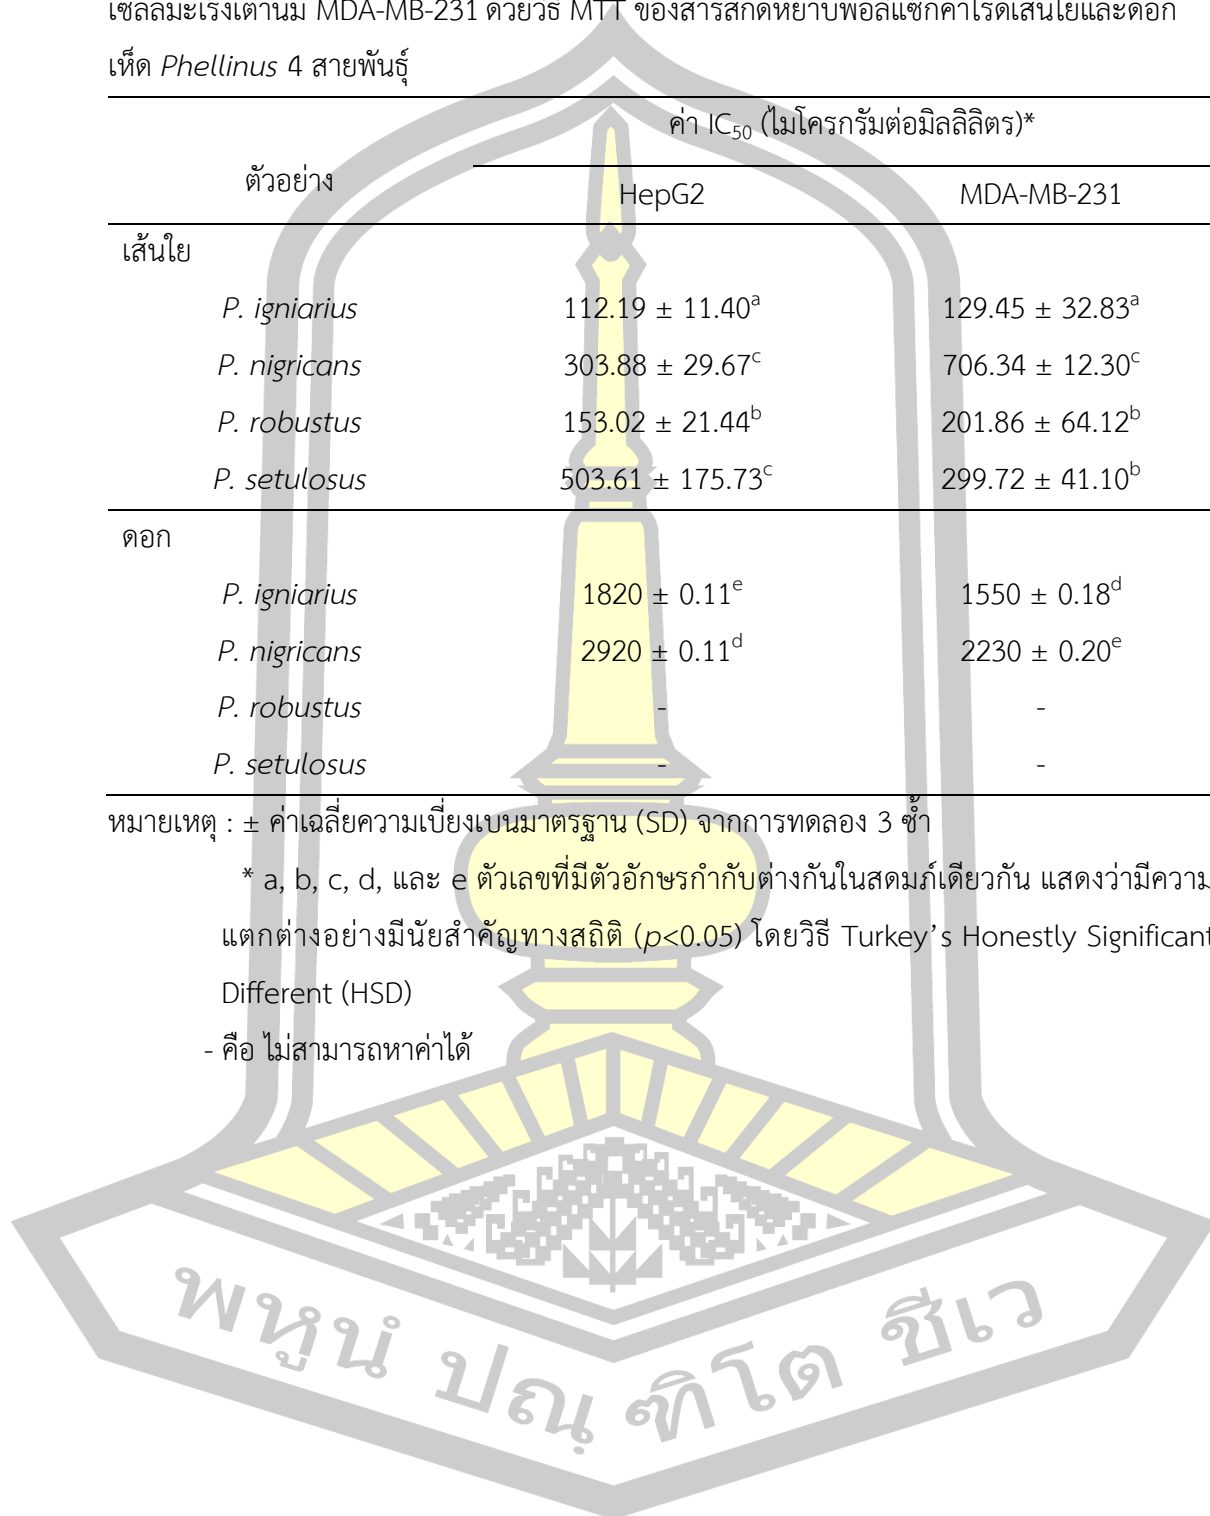 เซลล์มะเร็งเต้านม MDA-MB-231 ด้วยวิธี MTT ของสารสกัดหยาบพอลิแซกคาไรด์เส้นใยและดอก
เห็ด Phellinus 4 สายพันธุ์
ค่า IC₅₀ (ไมโครกรัมต่อมิลลิลิตร)*
ตัวอย่าง
HepG2 MDA-MB-231
เส้นใย
P. igniarius 112.19 ± 11.40ᵃ 129.45 ± 32.83ᵃ
P. nigricans 303.88 ± 29.67ᶜ 706.34 ± 12.30ᶜ
P. robustus 153.02 ± 21.44ᵇ 201.86 ± 64.12ᵇ
P. setulosus 503.61 ± 175.73ᶜ 299.72 ± 41.10ᵇ
ดอก
P. igniarius 1820 ± 0.11ᵉ 1550 ± 0.18ᵈ
P. nigricans 2920 ± 0.11ᵈ 2230 ± 0.20ᵉ
P. robustus - -
P. setulosus - -
หมายเหตุ : ± ค่าเฉลี่ยความเบี่ยงเบนมาตรฐาน (SD) จากการทดลอง 3 ซ้ำ
* a, b, c, d, และ e ตัวเลขที่มีตัวอักษรกำกับต่างกันในสดมภ์เดียวกัน แสดงว่ามีความ
แตกต่างอย่างมีนัยสำคัญทางสถิติ (p<0.05) โดยวิธี Turkey's Honestly Significant
Different (HSD)
- คือ ไม่สามารถหาค่าได้
พหูนํ ปณฺฑิโต ชีเว